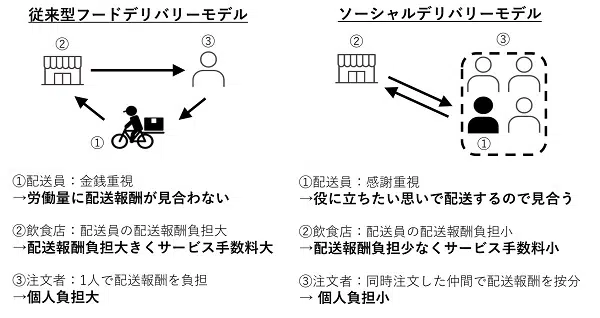 従来型フードデリバリーモデル
②
③
①
①配送員：金銭重視
→労働量に配送報酬が見合わない
②飲食店：配送員の配送報酬負担大
→配送報酬負担大きくサービス手数料大
③注文者：1人で配送報酬を負担
→個人負担大
ソーシャルデリバリーモデル
③
②
①
①配送員：感謝重視
→役に立ちたい思いで配送するので見合う
②飲食店：配送員の配送報酬負担小
→配送報酬負担少なくサービス手数料小
③注文者：同時注文した仲間で配送報酬を按分
→ 個人負担小